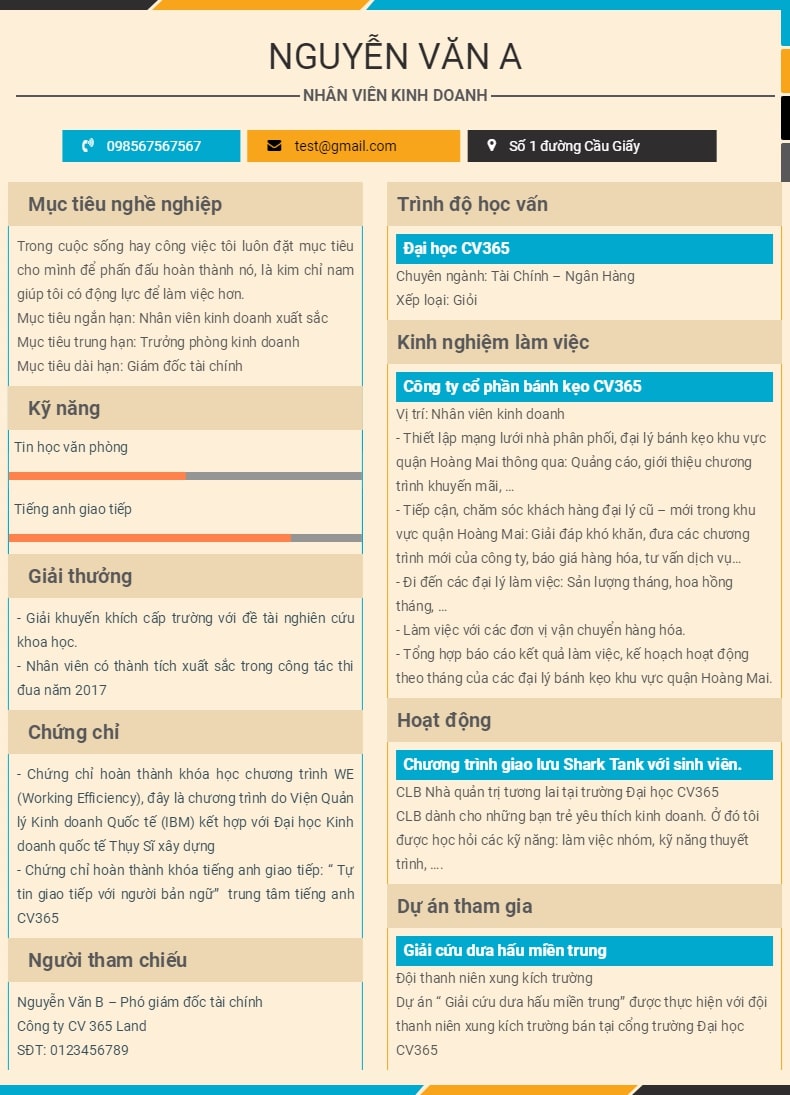 NGUYỄN VĂN A
NHÂN VIÊN KINH DOANH
098567567567
test@gmail.com
Số 1 đường Cầu Giấy
Mục tiêu nghề nghiệp
Trong cuộc sống hay công việc tôi luôn đặt mục tiêu
cho mình để phấn đấu hoàn thành nó, là kim chỉ nam
giúp tôi có động lực để làm việc hơn.
Mục tiêu ngắn hạn: Nhân viên kinh doanh xuất sắc
Mục tiêu trung hạn: Trưởng phòng kinh doanh
Mục tiêu dài hạn: Giám đốc tài chính
Kỹ năng
Tin học văn phòng
Tiếng anh giao tiếp
Giải thưởng
- Giải khuyến khích cấp trường với đề tài nghiên cứu
khoa học.
- Nhân viên có thành tích xuất sắc trong công tác thi
đua năm 2017
Chứng chỉ
- Chứng chỉ hoàn thành khóa học chương trình WE
(Working Efficiency), đây là chương trình do Viện Quản
lý Kinh doanh Quốc tế (IBM) kết hợp với Đại học Kinh
doanh quốc tế Thụy Sĩ xây dựng
- Chứng chỉ hoàn thành khóa tiếng anh giao tiếp: “ Tự
tin giao tiếp với người bản ngữ” trung tâm tiếng anh
CV365
Người tham chiếu
Nguyễn Văn B – Phó giám đốc tài chính
Công ty CV 365 Land
SĐT: 0123456789
Trình độ học vấn
Đại học CV365
Chuyên ngành: Tài Chính – Ngân Hàng
Xếp loại: Giỏi
Kinh nghiệm làm việc
Công ty cổ phần bánh kẹo CV365
Vị trí: Nhân viên kinh doanh
- Thiết lập mạng lưới nhà phân phối, đại lý bánh kẹo khu vực
quận Hoàng Mai thông qua: Quảng cáo, giới thiệu chương
trình khuyến mãi, ...
- Tiếp cận, chăm sóc khách hàng đại lý cũ – mới trong khu
vực quận Hoàng Mai: Giải đáp khó khăn, đưa các chương
trình mới của công ty, báo giá hàng hóa, tư vấn dịch vụ...
- Đi đến các đại lý làm việc: Sản lượng tháng, hoa hồng
tháng, ...
- Làm việc với các đơn vị vận chuyển hàng hóa.
- Tổng hợp báo cáo kết quả làm việc, kế hoạch hoạt động
theo tháng của các đại lý bánh kẹo khu vực quận Hoàng Mai.
Hoạt động
Chương trình giao lưu Shark Tank với sinh viên.
CLB Nhà quản trị tương lai tại trường Đại học CV365
CLB dành cho những bạn trẻ yêu thích kinh doanh. Ở đó tôi
được học hỏi các kỹ năng: làm việc nhóm, kỹ năng thuyết
trình, ....
Dự án tham gia
Giải cứu dưa hấu miền trung
Đội thanh niên xung kích trường
Dự án “ Giải cứu dưa hấu miền trung” được thực hiện với đội
thanh niên xung kích trường bán tại cổng trường Đại học
CV365